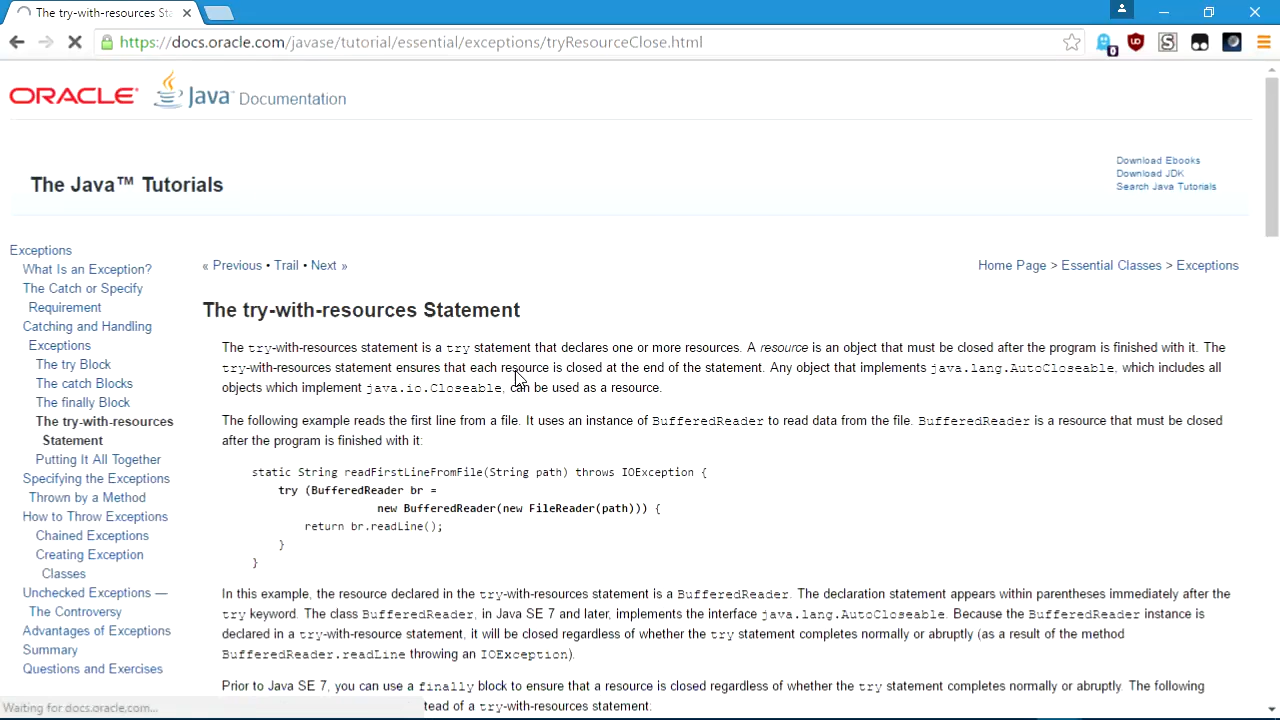 The try-with-resources Sta
https://docs.oracle.com/javase/tutorial/essential/exceptions/tryResourceClose.html
0
ORACLE Java Documentation
The Java™ Tutorials
Download Ebooks
Download JDK
Search Java Tutorials
Exceptions
What Is an Exception?
The Catch or Specify
Requirement
Catching and Handling
Exceptions
The try Block
The catch Blocks
The finally Block
The try-with-resources
Statement
Putting It All Together
Specifying the Exceptions
Thrown by a Method
How to Throw Exceptions
Chained Exceptions
Creating Exception
Classes
Unchecked Exceptions —
The Controversy
Advantages of Exceptions
Summary
Questions and Exercises
« Previous • Trail • Next »
Home Page > Essential Classes > Exceptions
The try-with-resources Statement
The try-with-resources statement is a try statement that declares one or more resources. A resource is an object that must be closed after the program is finished with it. The
try-with-resources statement ensures that each resource is closed at the end of the statement. Any object that implements java.lang.AutoCloseable, which includes all
objects which implement java.io.Closeable, can be used as a resource.
The following example reads the first line from a file. It uses an instance of BufferedReader to read data from the file. BufferedReader is a resource that must be closed
after the program is finished with it:
static String readFirstLineFromFile(String path) throws IOException {
try (BufferedReader br =
new BufferedReader(new FileReader(path))) {
return br.readLine();
}
}
In this example, the resource declared in the try-with-resources statement is a BufferedReader. The declaration statement appears within parentheses immediately after the
try keyword. The class BufferedReader, in Java SE 7 and later, implements the interface java.lang.AutoCloseable. Because the BufferedReader instance is
declared in a try-with-resource statement, it will be closed regardless of whether the try statement completes normally or abruptly (as a result of the method
BufferedReader.readLine throwing an IOException).
Prior to Java SE 7, you can use a finally block to ensure that a resource is closed regardless of whether the try statement completes normally or abruptly. The following
tead of a try-with-resources statement:
Waiting for docs.oracle.com...